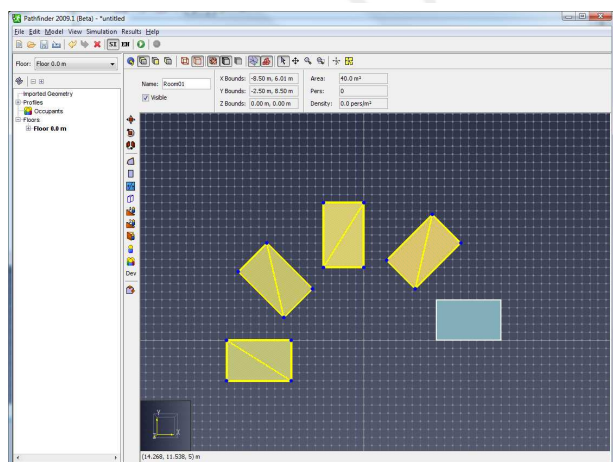 Pathfinder 2009.1 (Beta) - *untitled
File Edit Model View Simulation Results Help
SI EN
Floor: Floor 0.0 m
Name: Room01
X Bounds: -8.50 m, 6.01 m
Area: 40.0 m²
Visible
Y Bounds: -2.50 m, 8.50 m
Pers: 0
Z Bounds: 0.00 m, 0.00 m
Density: 0.0 pers/m²
Imported Geometry
Profiles
Occupants
Floors
Floor 0.0 m
Dev
Y
Z
X
(14.268, 11.538, 5) m